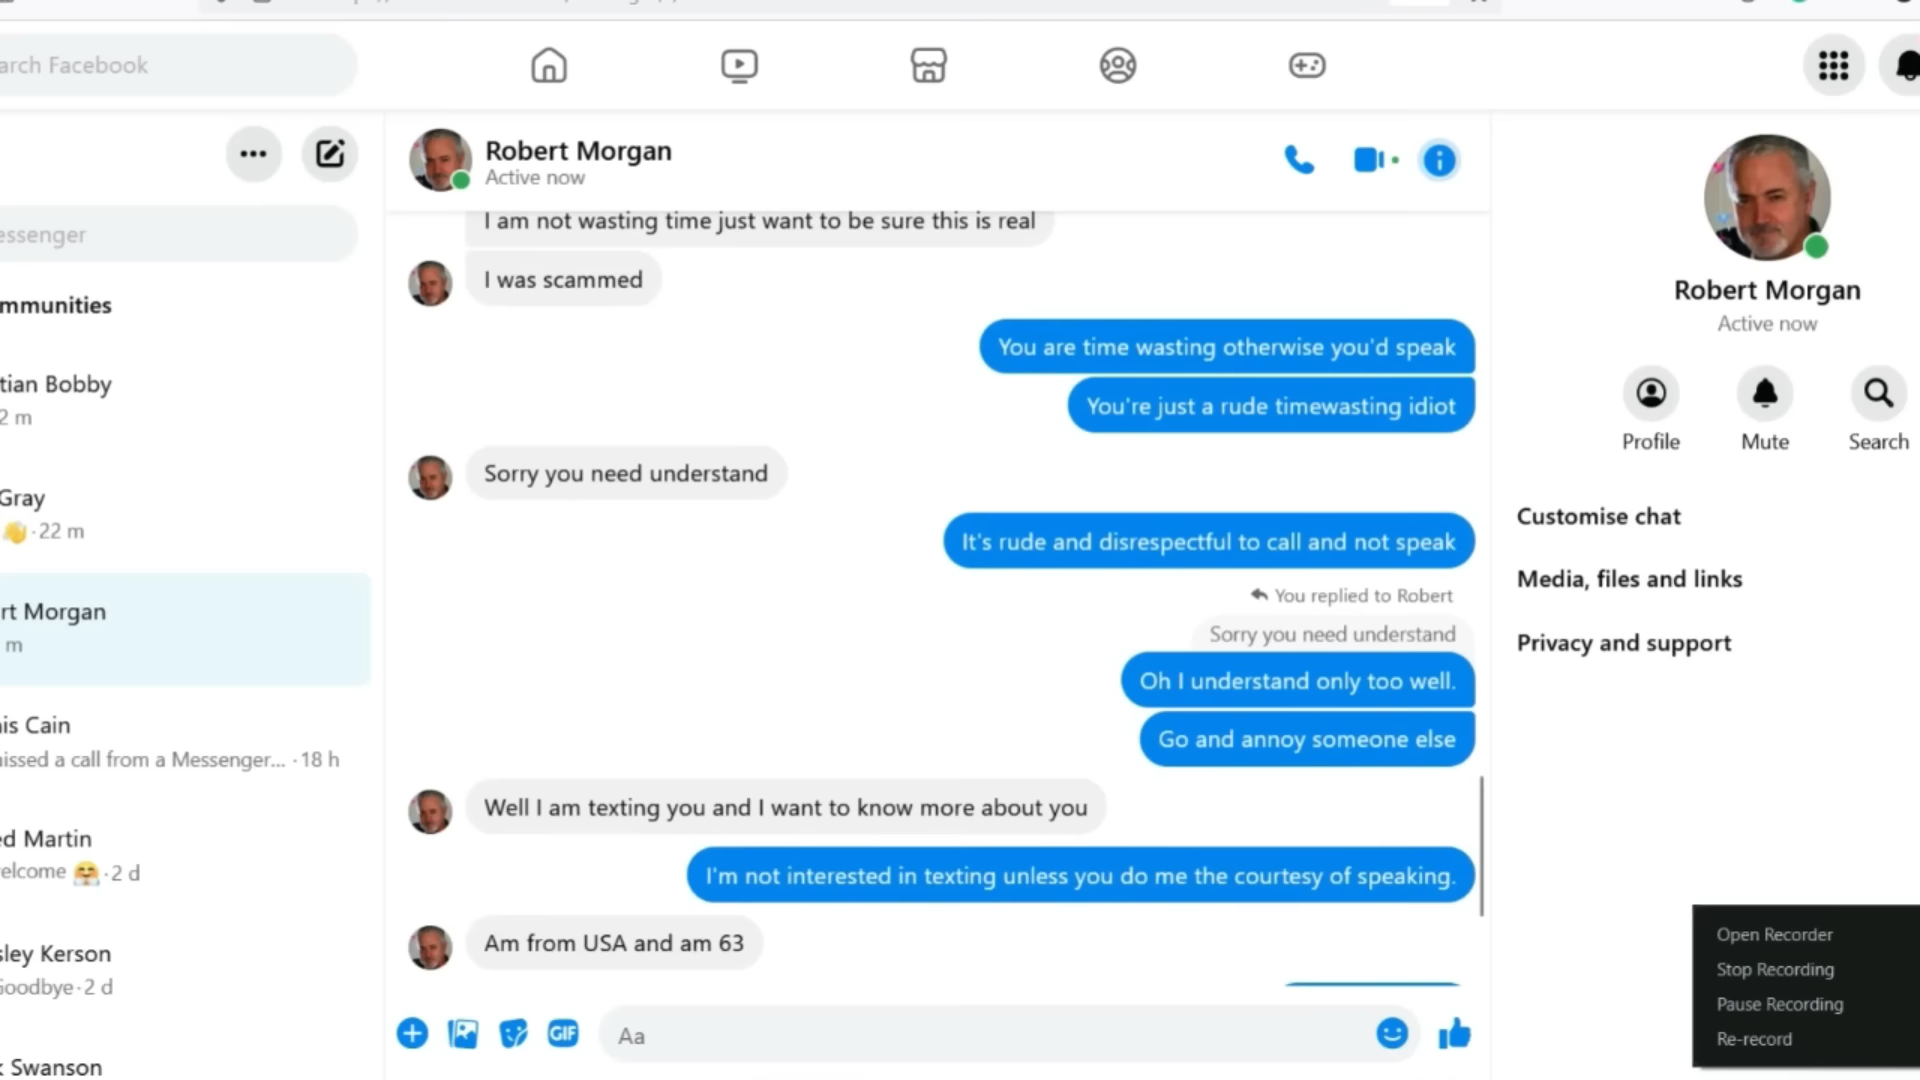 arch Facebook
Robert Morgan
Active now
essenger
mmunities
tian Bobby
2 m
Gray
👋 · 22 m
rt Morgan
m
is Cain
issed a call from a Messenger... · 18 h
ed Martin
elcome 🤗 · 2 d
sley Kerson
Goodbye · 2 d
k Swanson
I am not wasting time just want to be sure this is real
I was scammed
You are time wasting otherwise you'd speak
You're just a rude timewasting idiot
Sorry you need understand
It's rude and disrespectful to call and not speak
You replied to Robert
Sorry you need understand
Oh I understand only too well.
Go and annoy someone else
Well I am texting you and I want to know more about you
I'm not interested in texting unless you do me the courtesy of speaking.
Am from USA and am 63
GIF
Aa
Robert Morgan
Active now
Profile
Mute
Search
Customise chat
Media, files and links
Privacy and support
Open Recorder
Stop Recording
Pause Recording
Re-record